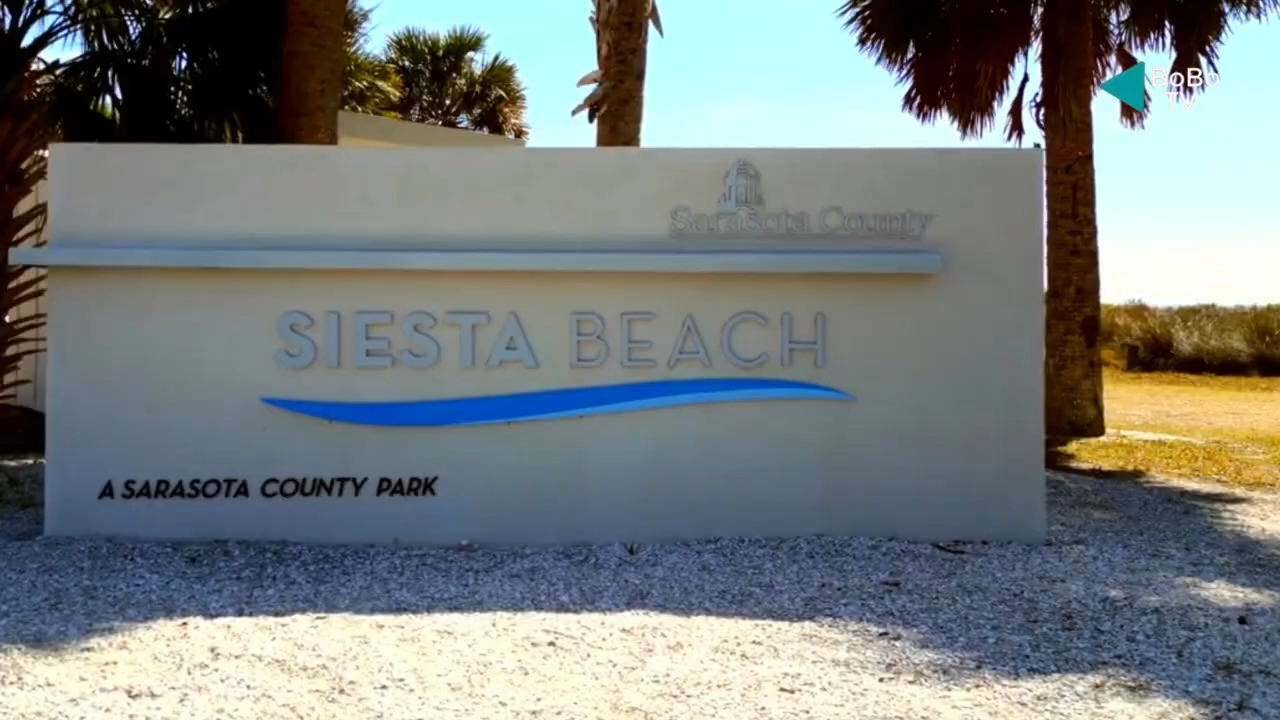 BoBo
TV
Sarasota County
SIESTA BEACH
A SARASOTA COUNTY PARK